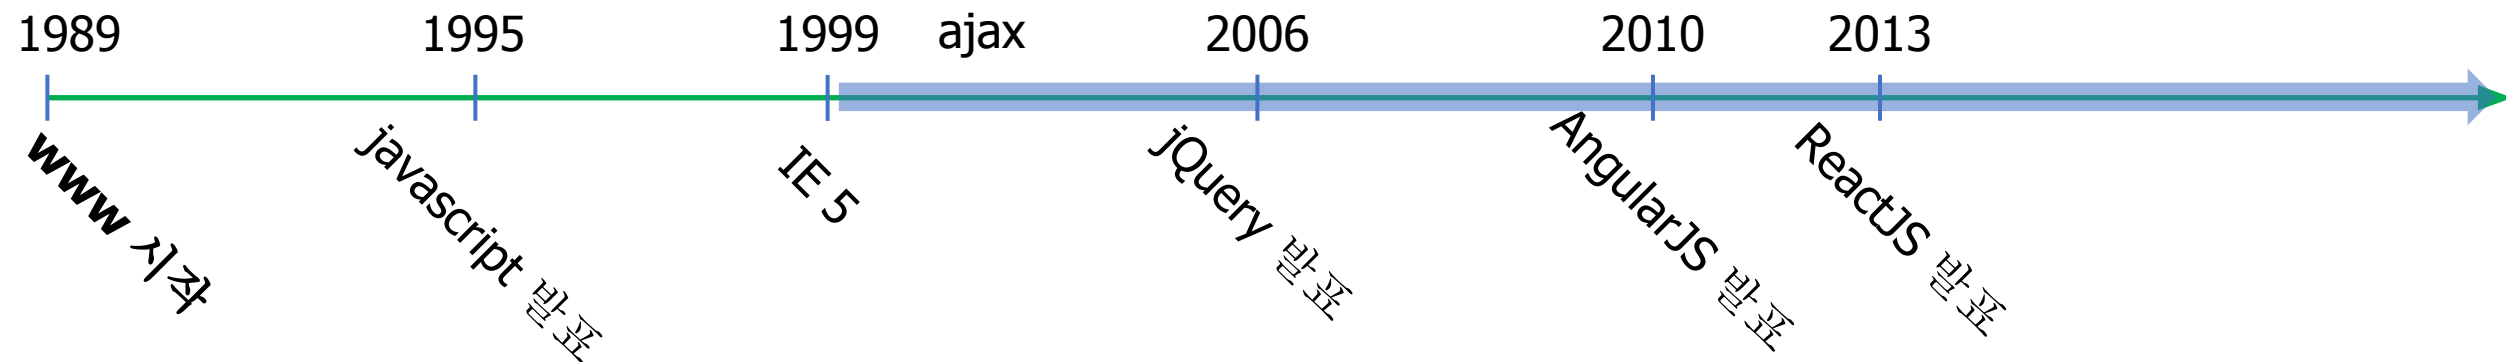 1989 1995 1999 ajax 2006 2010 2013
www 시작
javascript 발표
IE 5
jQuery 발표
AngularJS 발표
ReactJS 발표